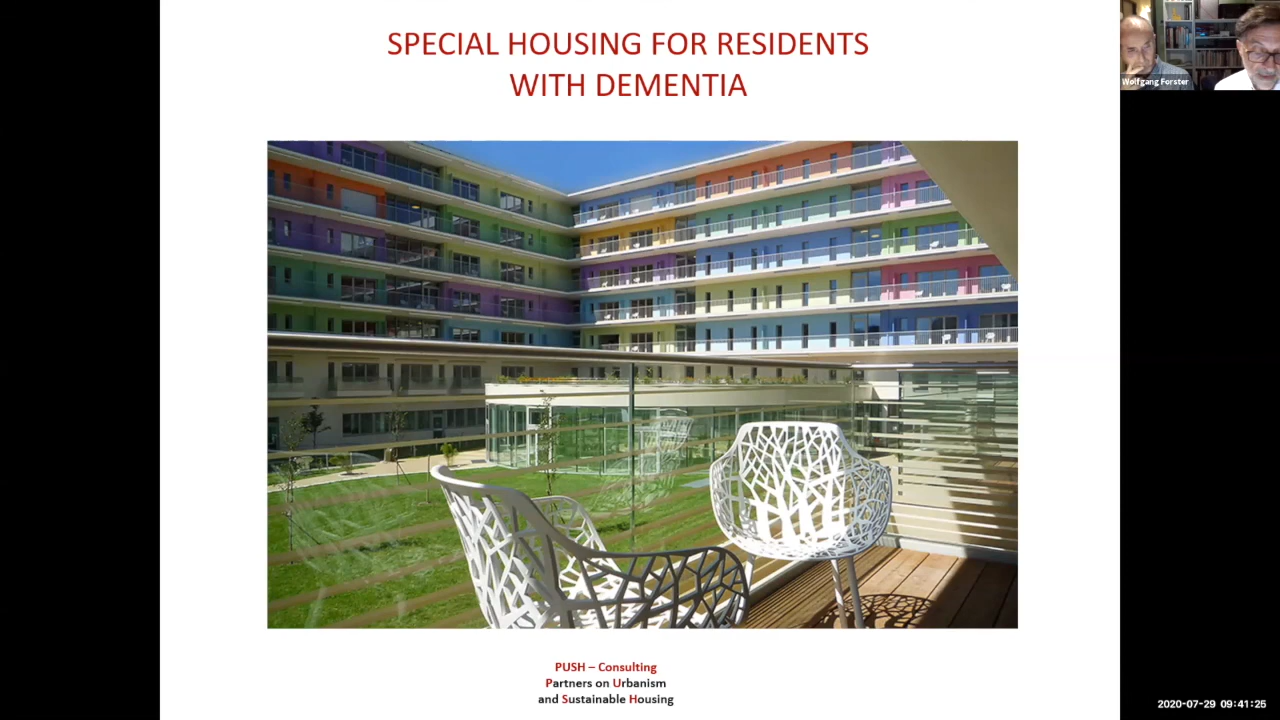 SPECIAL HOUSING FOR RESIDENTS
WITH DEMENTIA
Wolfgang Forster
PUSH – Consulting
Partners on Urbanism
and Sustainable Housing
2020-07-29 09:41:25